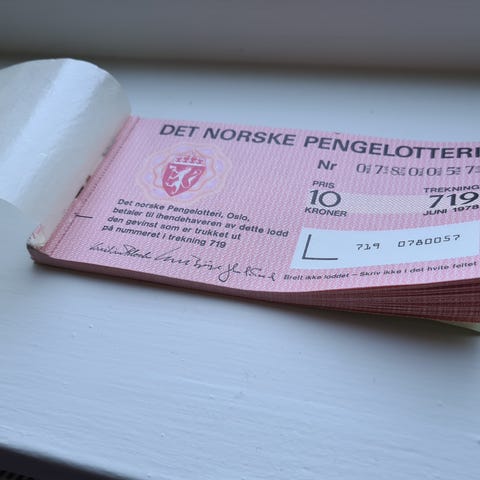 DET NORSKE PENGELOTTERI
Nr 0780057
PRIS
10
KRONER
TREKNING
719
JUNI 1978
Det norske Pengelotteri, Oslo,
betaler til ihendehaveren av dette lodd
den gevinst som er trukket ut
på nummeret i trekning 719
719 0780057
Brett ikke loddet – Skriv ikke i det hvite feltet